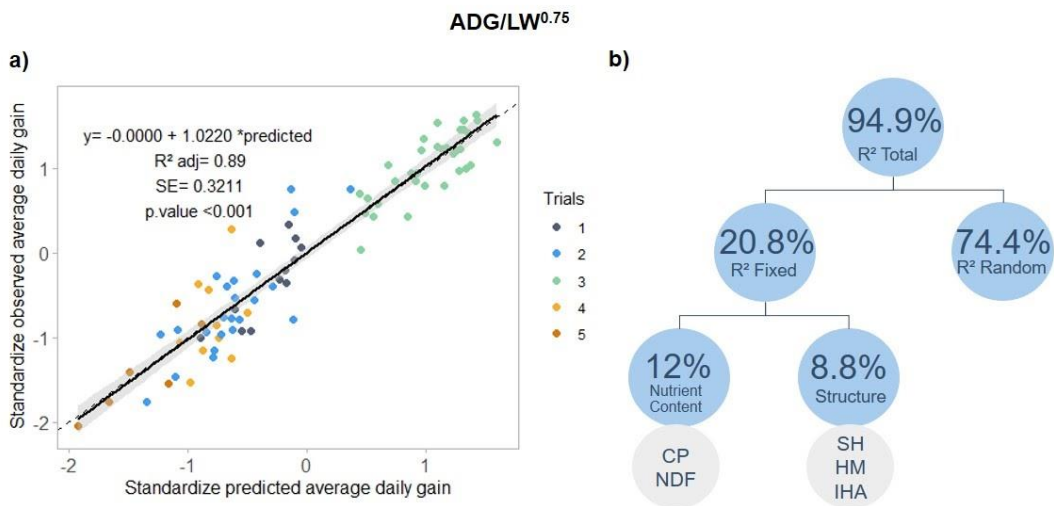 ADG/LW0.75
a)
Standardize observed average daily gain
y= -0.0000 + 1.0220 *predicted
R² adj= 0.89
SE= 0.3211
p.value <0.001
1
0
-1
-2
-2 -1 0 1
Standardize predicted average daily gain
Trials
1
2
3
4
5
b)
94.9%
R² Total
20.8%
R² Fixed
74.4%
R² Random
12%
Nutrient
Content
8.8%
Structure
CP
NDF
SH
HM
IHA